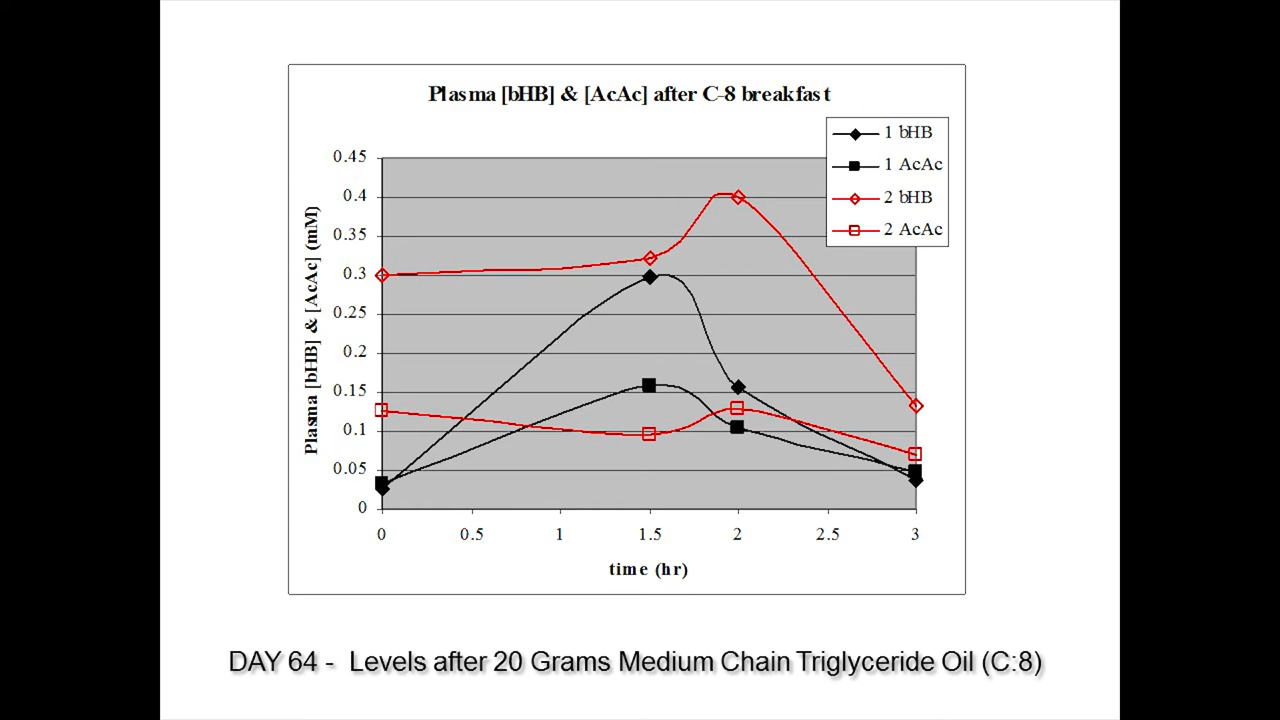 Plasma [bHB] & [AcAc] after C-8 breakfast
1 bHB
1 AcAc
2 bHB
2 AcAc
Plasma [bHB] & [AcAc] (mM)
0.45
0.4
0.35
0.3
0.25
0.2
0.15
0.1
0.05
0
0 0.5 1 1.5 2 2.5 3
time (hr)
DAY 64 - Levels after 20 Grams Medium Chain Triglyceride Oil (C:8)